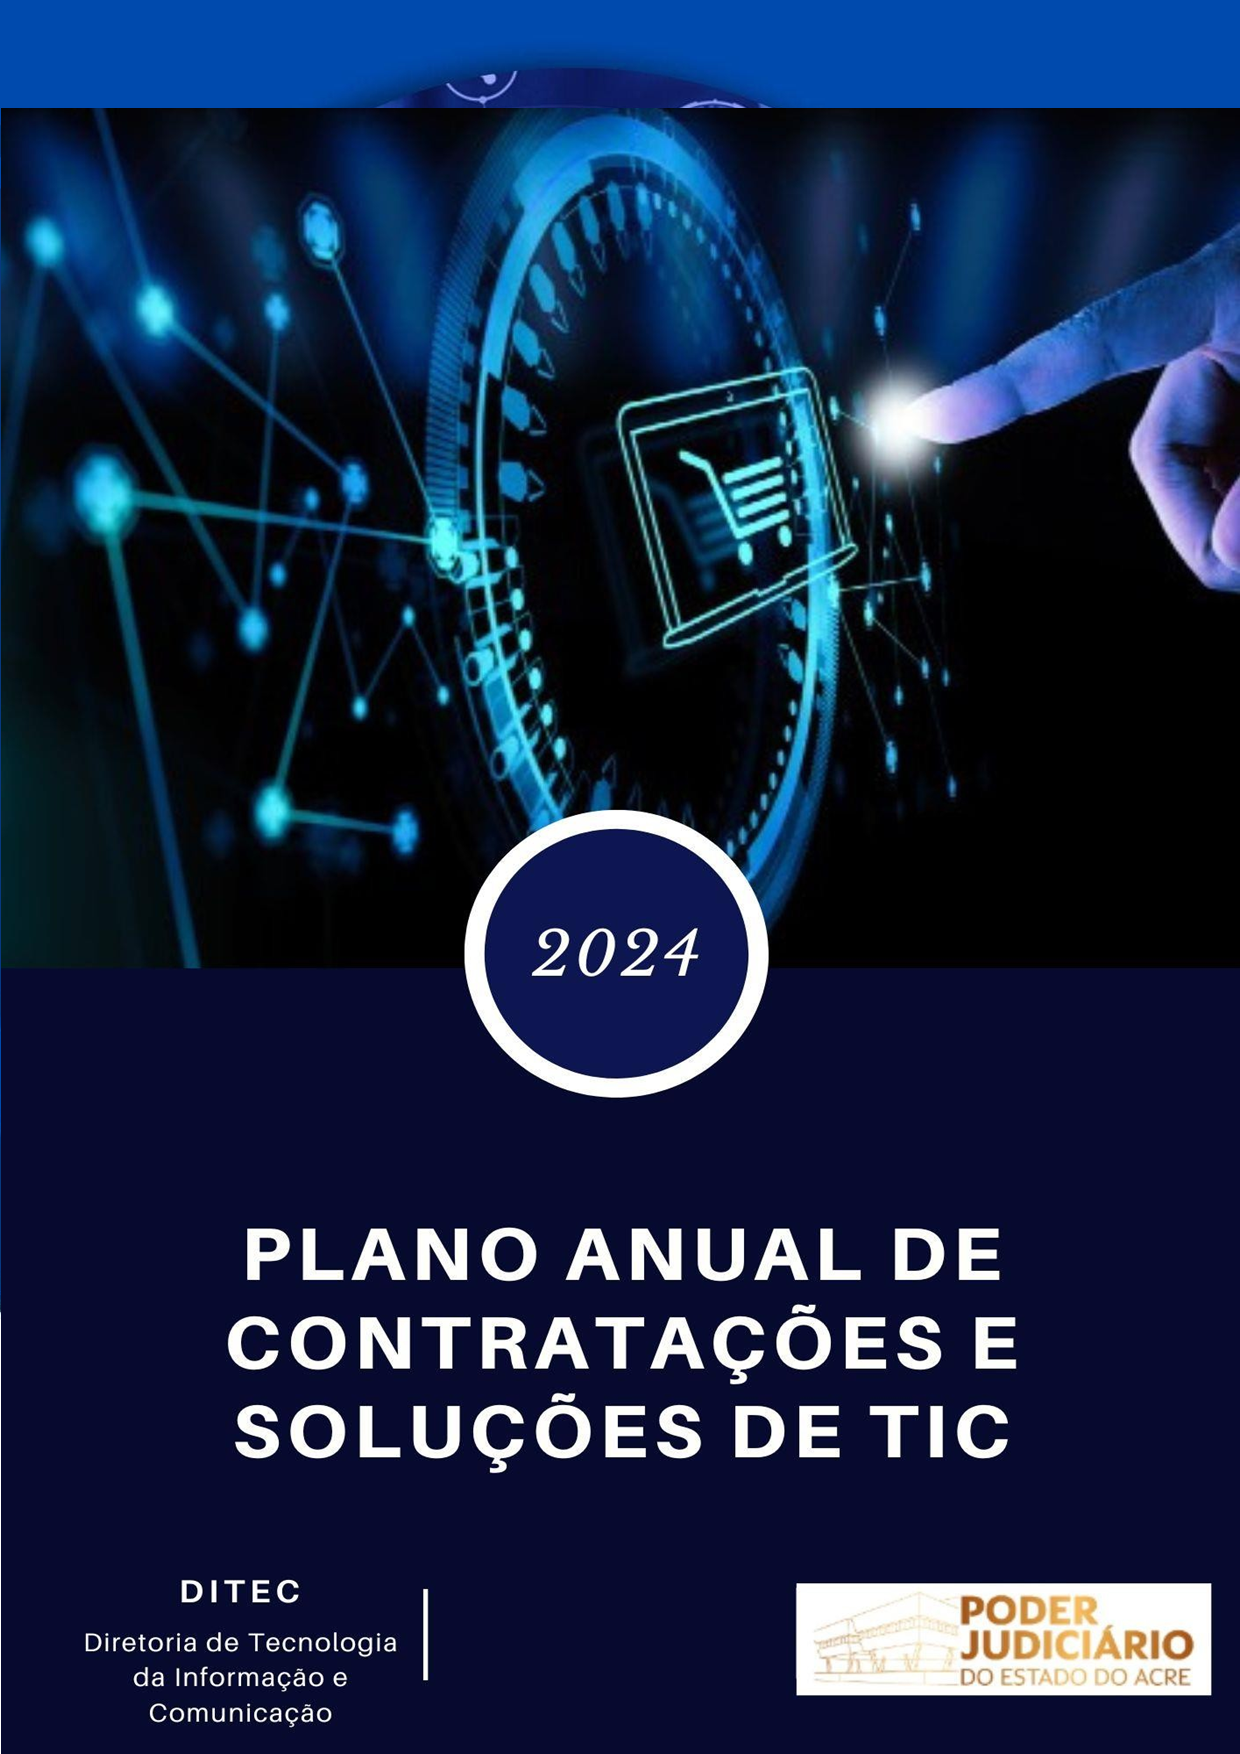 2024
PLANO ANUAL DE
CONTRATAÇÕES E
SOLUÇÕES DE TIC
DITEC
Diretoria de Tecnologia
da Informação e
Comunicação
PODER
JUDICIÁRIO
DO ESTADO DO ACRE